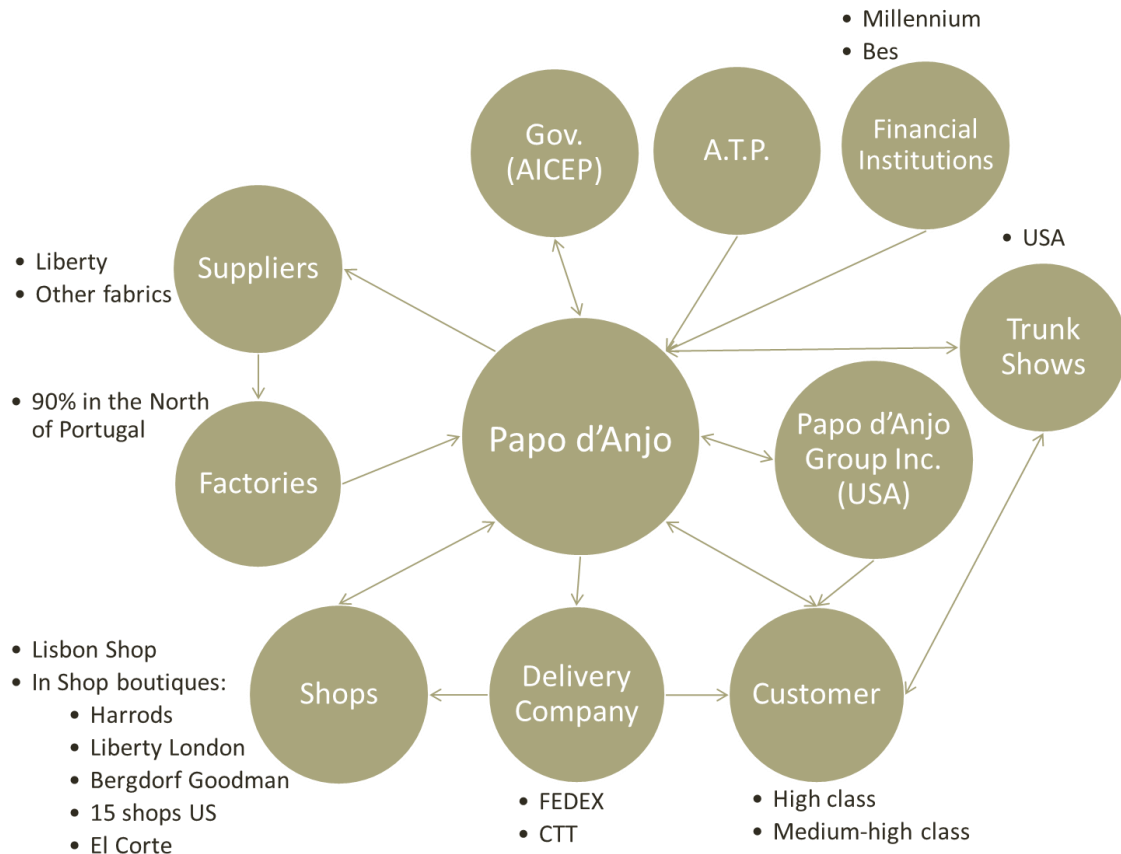 • Millennium
• Bes
Gov.
(AICEP)
A.T.P.
Financial
Institutions
• USA
• Liberty
• Other fabrics
Suppliers
Trunk
Shows
• 90% in the North
of Portugal
Factories
Papo d’Anjo
Papo d’Anjo
Group Inc.
(USA)
• Lisbon Shop
• In Shop boutiques:
• Harrods
• Liberty London
• Bergdorf Goodman
• 15 shops US
• El Corte
Shops
Delivery
Company
Customer
• FEDEX
• CTT
• High class
• Medium-high class